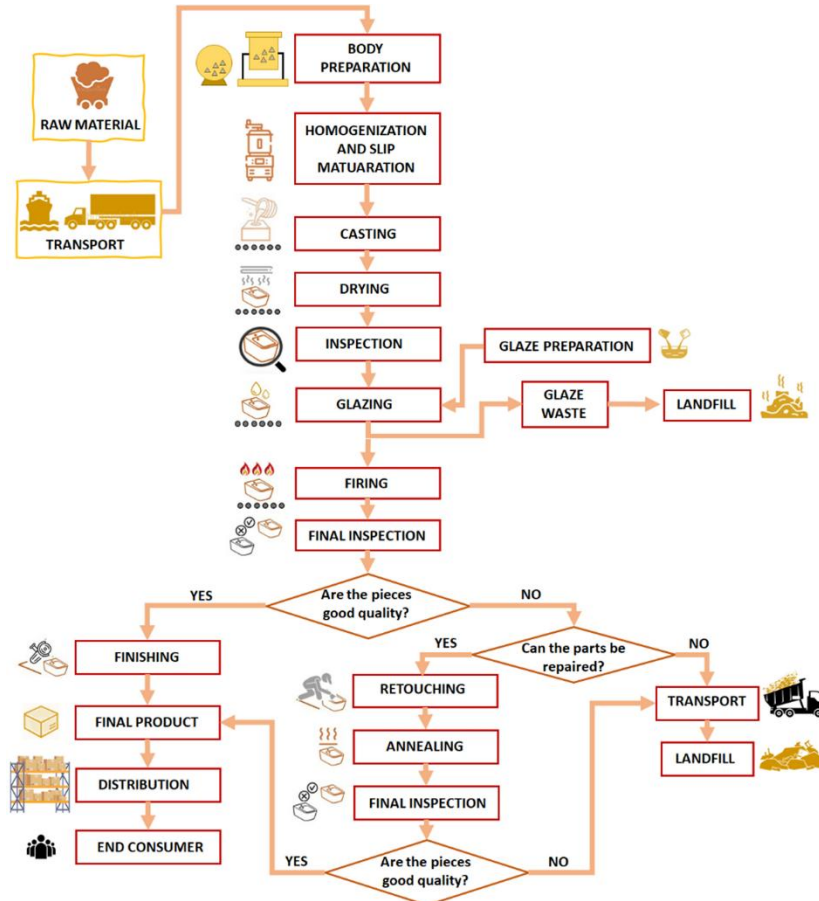 BODY
PREPARATION
RAW MATERIAL
HOMOGENIZATION
AND SLIP
MATUARATION
TRANSPORT
CASTING
DRYING
INSPECTION
GLAZE PREPARATION
GLAZING
GLAZE
WASTE
LANDFILL
FIRING
FINAL INSPECTION
Are the pieces
good quality?
YES
NO
FINISHING
YES
Can the parts be
repaired?
NO
RETOUCHING
TRANSPORT
FINAL PRODUCT
ANNEALING
LANDFILL
DISTRIBUTION
FINAL INSPECTION
END CONSUMER
YES
Are the pieces
good quality?
NO